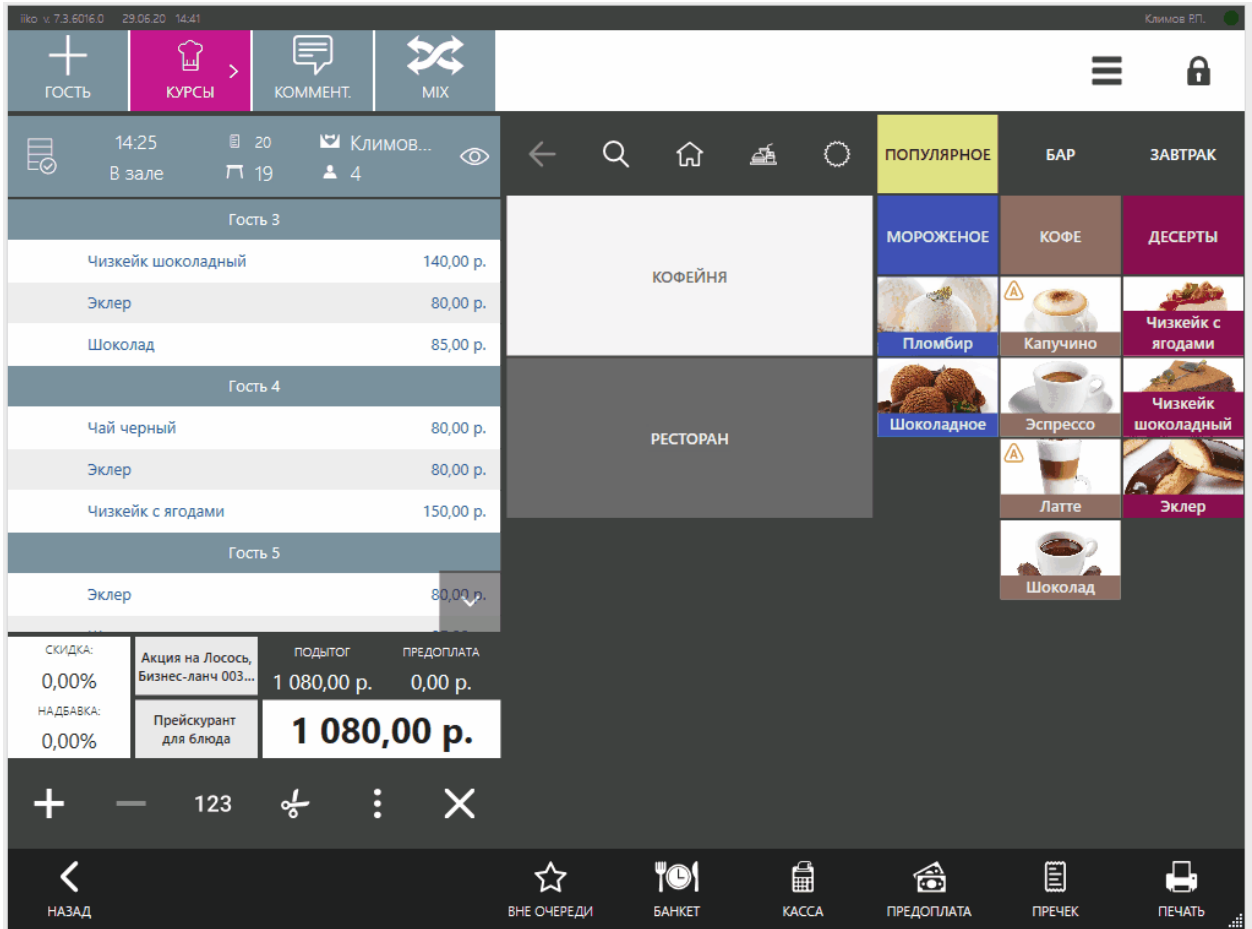 iiko v. 7.3.6016.0 29.06.20 14:41 Климов Р.П.
ГОСТЬ КУРСЫ КОММЕНТ. MIX
14:25 20 Климов...
В зале 19 4
Гость 3
Чизкейк шоколадный 140,00 р.
Эклер 80,00 р.
Шоколад 85,00 р.
Гость 4
Чай черный 80,00 р.
Эклер 80,00 р.
Чизкейк с ягодами 150,00 р.
Гость 5
Эклер 80,00 р.
СКИДКА:
0,00%
НАДБАВКА:
0,00%
Акция на Лосось,
Бизнес-ланч 003...
Прейскурант
для блюда
ПОДЫТОГ ПРЕДОПЛАТА
1 080,00 р. 0,00 р.
1 080,00 р.
123
ПОПУЛЯРНОЕ БАР ЗАВТРАК
КОФЕЙНЯ
РЕСТОРАН
МОРОЖЕНОЕ КОФЕ ДЕСЕРТЫ
Пломбир
Капучино
Чизкейк с
ягодами
Шоколадное
Эспрессо
Чизкейк
шоколадный
Латте
Эклер
Шоколад
НАЗАД ВНЕ ОЧЕРЕДИ БАНКЕТ КАССА ПРЕДОПЛАТА ПРЕЧЕК ПЕЧАТЬ